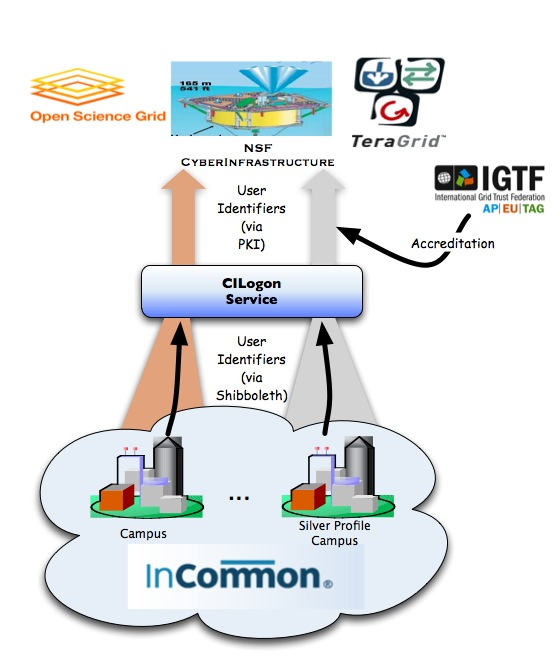 Open Science Grid
165 m
541 ft
TeraGrid™
NSF
CyberInfrastructure
IGTF
International Grid Trust Federation
AP|EU|TAG
User
Identifiers
(via
PKI)
Accreditation
CILogon
Service
User
Identifiers
(via
Shibboleth)
...
Campus
Silver Profile
Campus
InCommon®